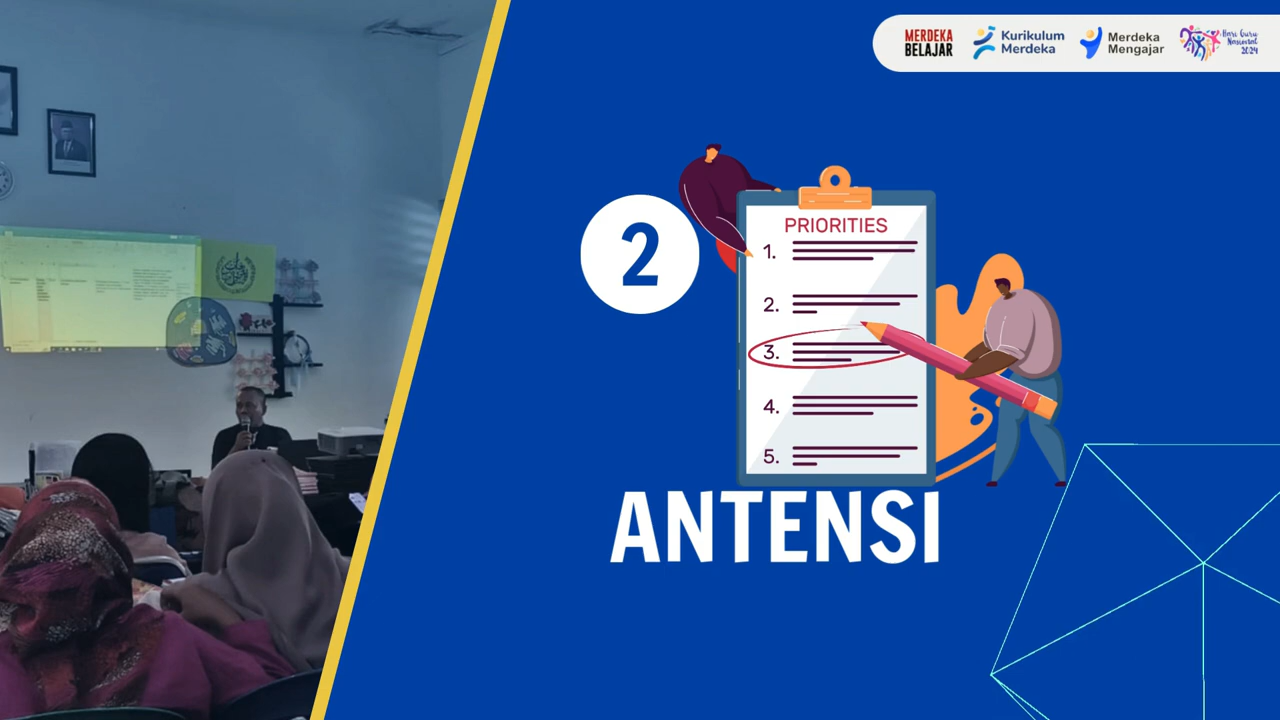 MERDEKA
BELAJAR
Kurikulum
Merdeka
Merdeka
Mengajar
Hari Guru
Nasional
2024
2
PRIORITIES
1.
2.
3.
4.
5.
ANTENSI